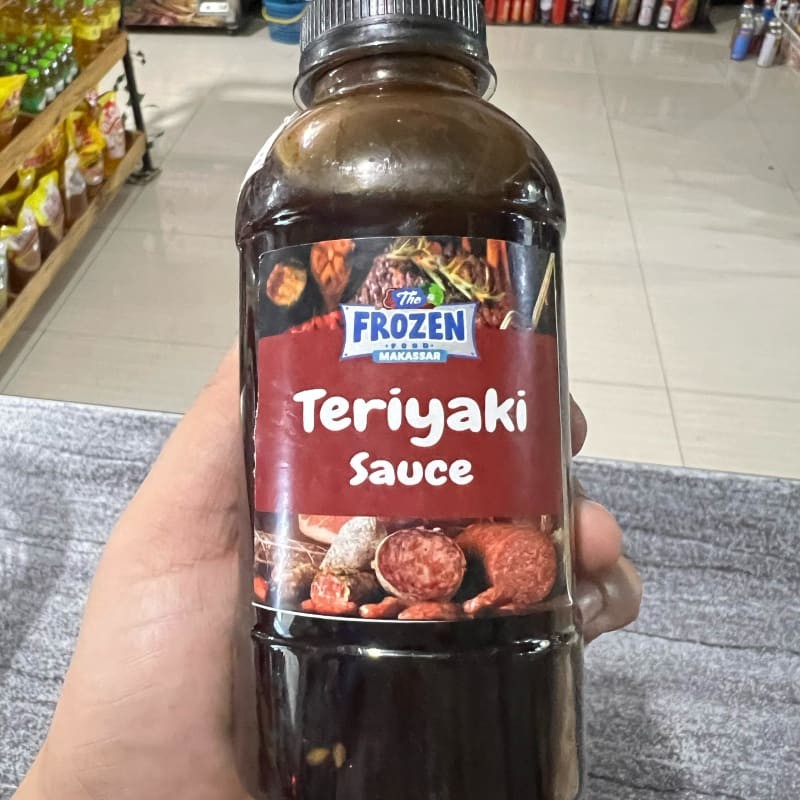 The
FROZEN
FOOD
MAKASSAR
Teriyaki
Sauce